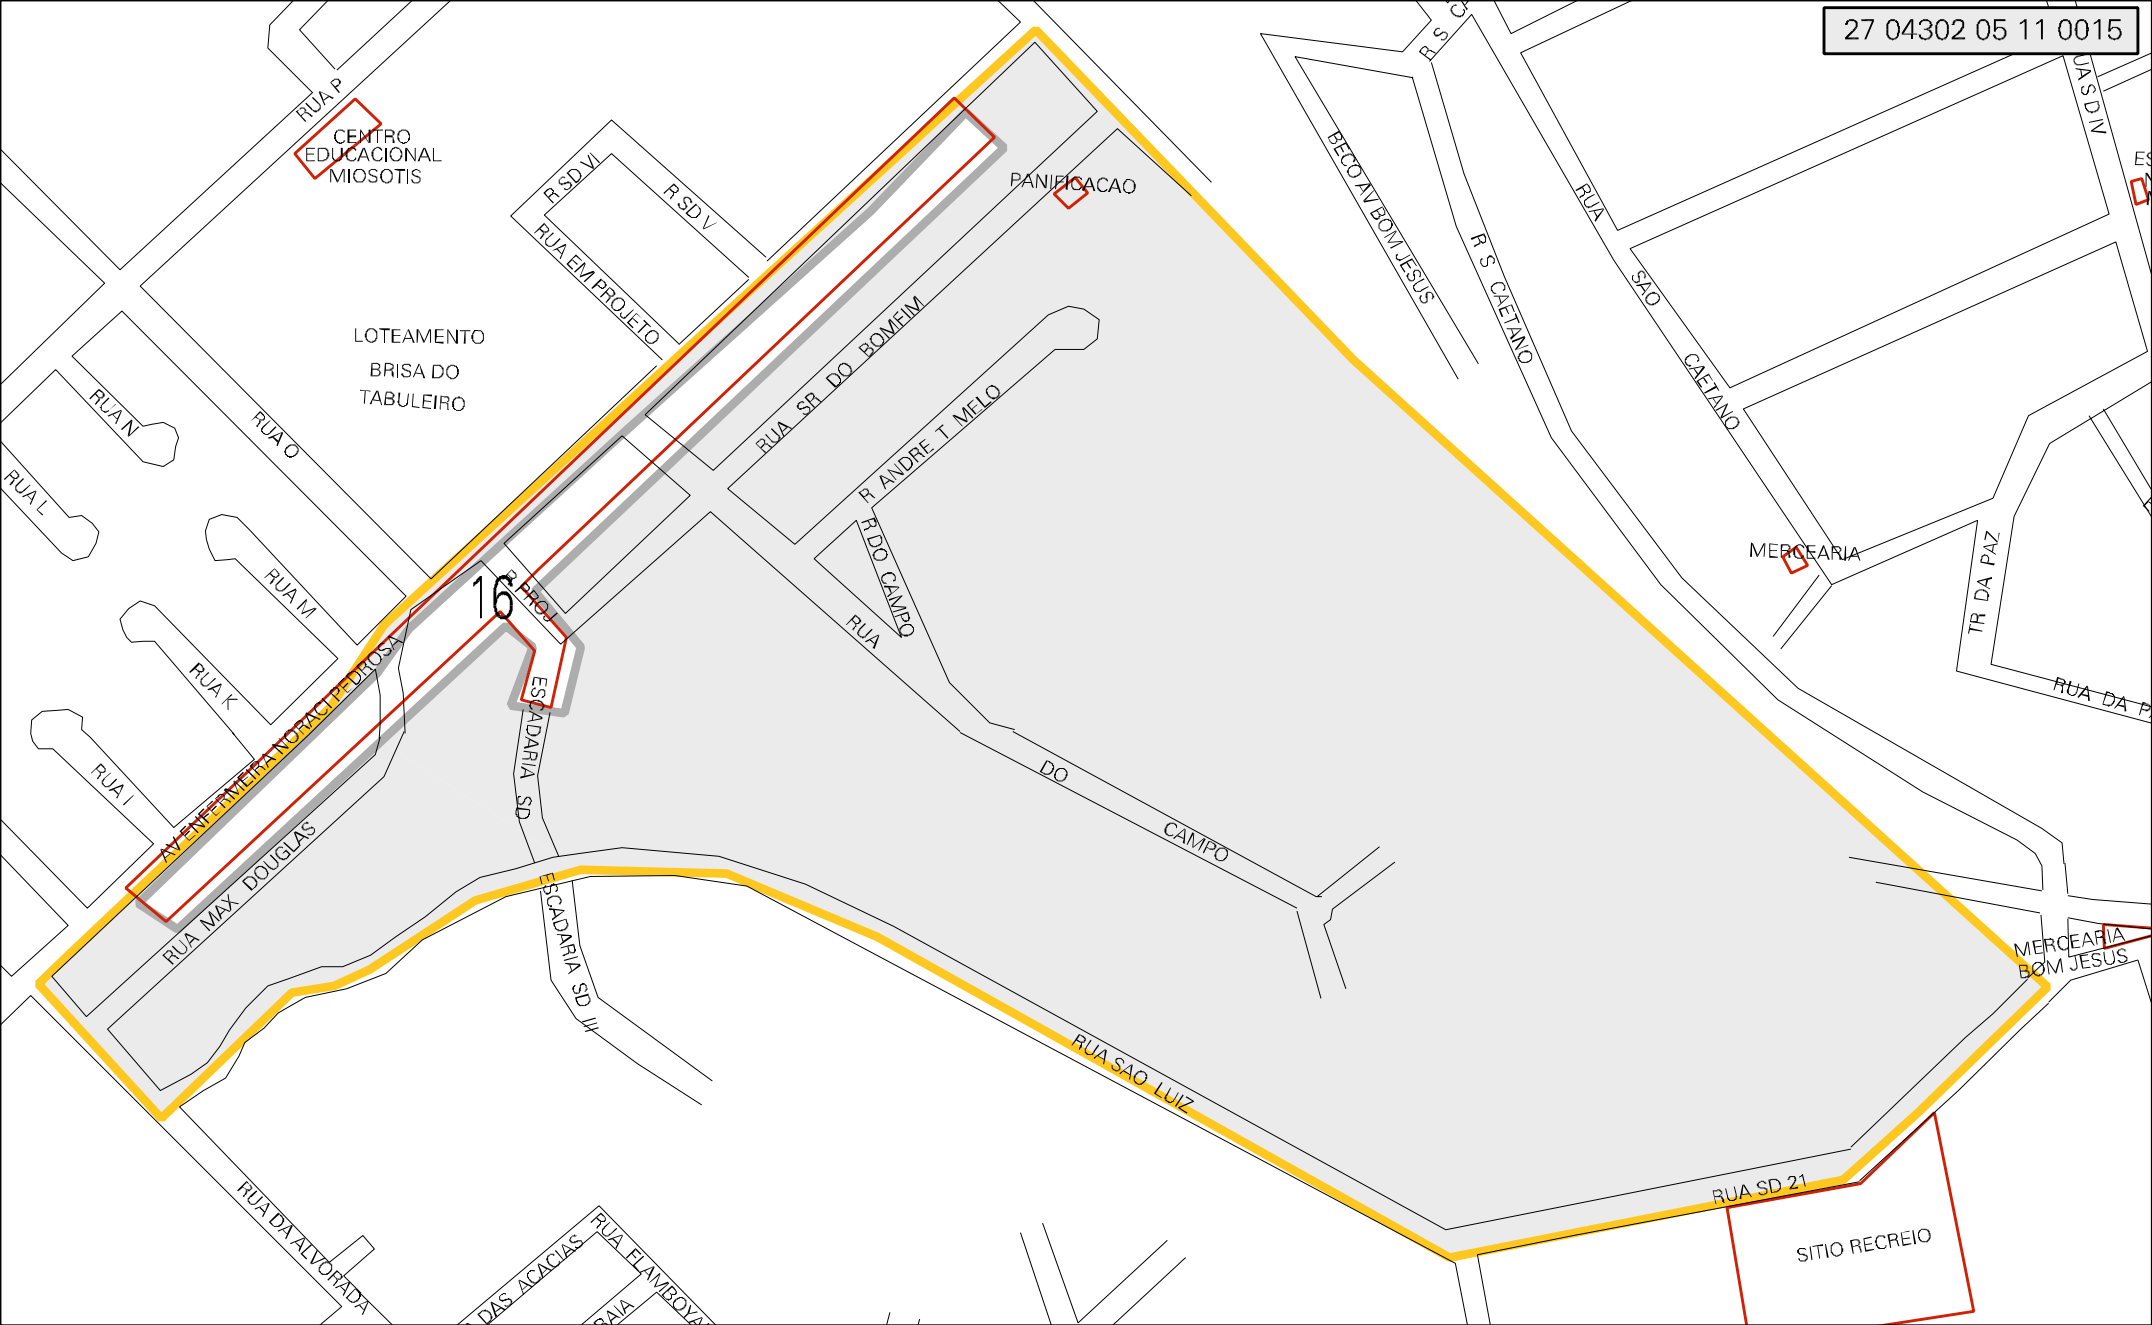 27 04302 05 11 0015
RUA P
CENTRO
EDUCACIONAL
MIOSOTIS
R SD VI
R SD V
RUA EM PROJETO
PANIFICACAO
BECO AV BOM JESUS
R S CAETANO
RUA SAO CAETANO
LOTEAMENTO
BRISA DO
TABULEIRO
RUA N
RUA O
RUA L
RUA M
RUA K
RUA I
RUA SR DO BOMFIM
R ANDRE T MELO
R DO CAMPO
RUA DO CAMPO
16
R PROJ
AV ENFERMEIRA NORACI PEDROSA
RUA MAX DOUGLAS
ESCADARIA SD
ESCADARIA SD III
MERCEARIA
TR DA PAZ
RUA DA P
MERCEARIA
BOM JESUS
RUA SAO LUIZ
RUA SD 21
SITIO RECREIO
RUA DA ALVORADA
DAS ACACIAS
RUA FLAMBOYA